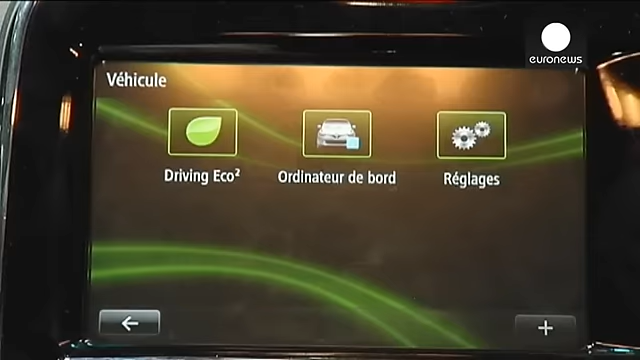 euronews
Véhicule
Driving Eco²
Ordinateur de bord
Réglages